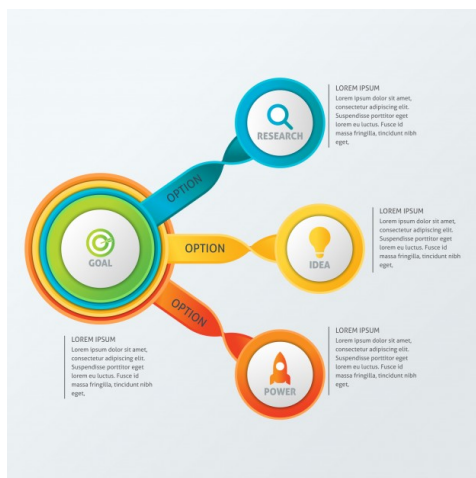 LOREM IPSUM
Lorem ipsum dolor sit amet,
consectetur adipiscing elit.
Suspendisse porttitor eget
lorem eu luctus. Fusce id
massa fringilla, tincidunt nibh
eget,
RESEARCH
OPTION
LOREM IPSUM
Lorem ipsum dolor sit amet,
consectetur adipiscing elit.
Suspendisse porttitor eget
lorem eu luctus. Fusce id
massa fringilla, tincidunt nibh
eget,
OPTION
GOAL
IDEA
OPTION
LOREM IPSUM
Lorem ipsum dolor sit amet,
consectetur adipiscing elit.
Suspendisse porttitor eget
lorem eu luctus. Fusce id
massa fringilla, tincidunt nibh
eget,
POWER
LOREM IPSUM
Lorem ipsum dolor sit amet,
consectetur adipiscing elit.
Suspendisse porttitor eget
lorem eu luctus. Fusce id
massa fringilla, tincidunt nibh
eget,